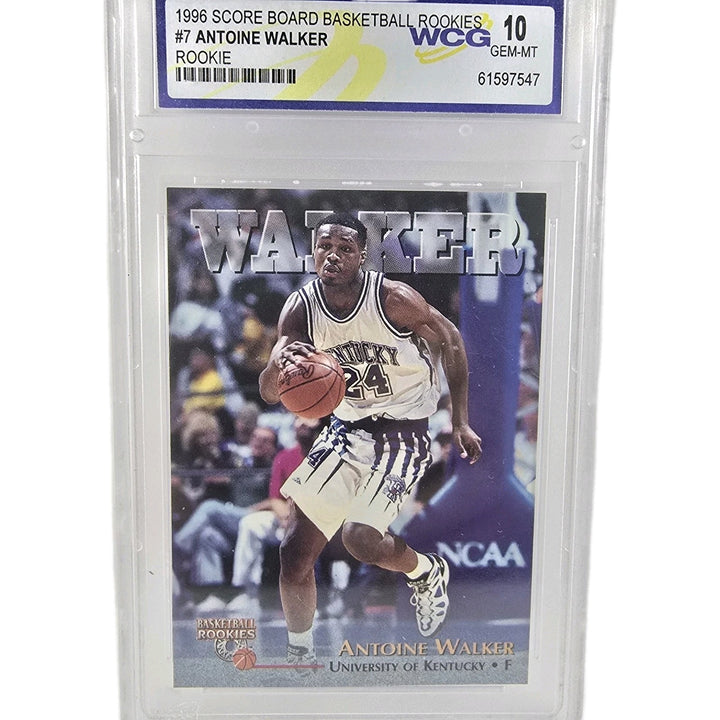 1996 SCORE BOARD BASKETBALL ROOKIES
#7 ANTOINE WALKER
ROOKIE
WCG
10
GEM-MT
61597547
WALKER
KENTUCKY
24
4
NCAA
BASKETBALL
ROOKIES
ANTOINE WALKER
UNIVERSITY OF KENTUCKY • F